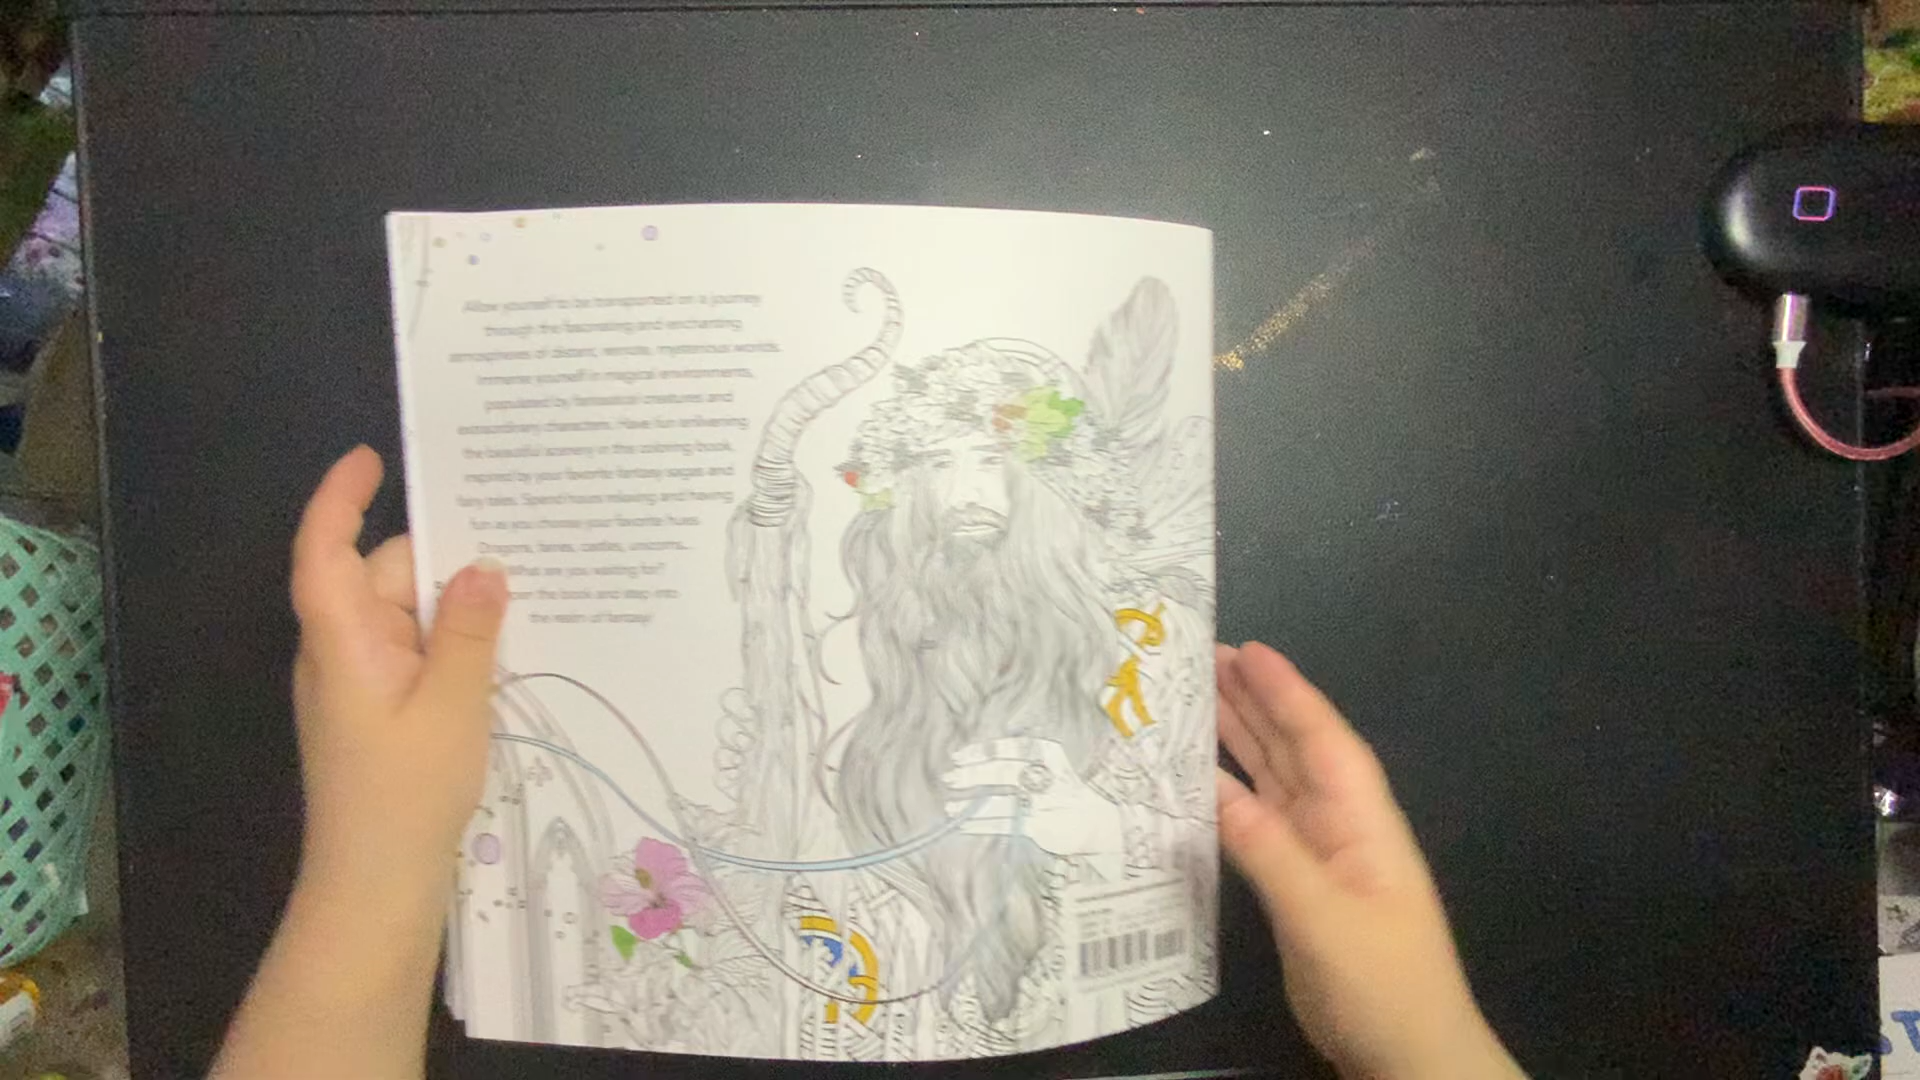 Allow yourself to be transported on a journey
through the fascinating and enchanting
atmospheres of distant, remote, mysterious worlds.
Immerse yourself in magical environments,
populated by fantastical creatures and
extraordinary characters. Have fun enlivening
the beautiful scenery in this coloring book,
inspired by your favorite fantasy sagas and
fairy tales. Spend hours relaxing and having
fun as you choose your favorite hues.
Dragons, fairies, castles, unicorns...
What are you waiting for?
the book and step into
the realm of fantasy!